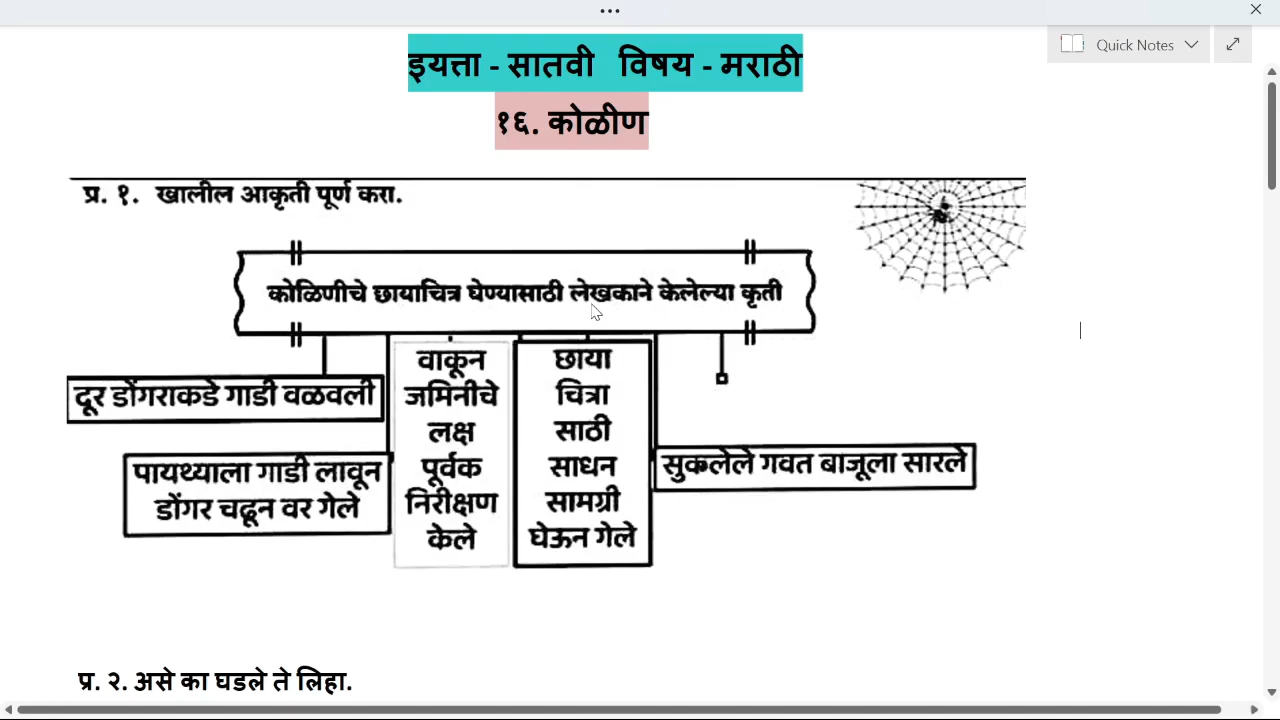 Quick Notes
इयत्ता - सातवी विषय - मराठी
१६. कोळीण
प्र. १. खालील आकृती पूर्ण करा.
कोळिणीचे छायाचित्र घेण्यासाठी लेखकाने केलेल्या कृती
दूर डोंगराकडे गाडी वळवली
पायथ्याला गाडी लावून
डोंगर चढून वर गेले
वाकून
जमिनीचे
लक्ष
पूर्वक
निरीक्षण
केले
छाया
चित्रा
साठी
साधन
सामग्री
घेऊन गेले
सुकलेले गवत बाजूला सारले
प्र. २. असे का घडले ते लिहा.